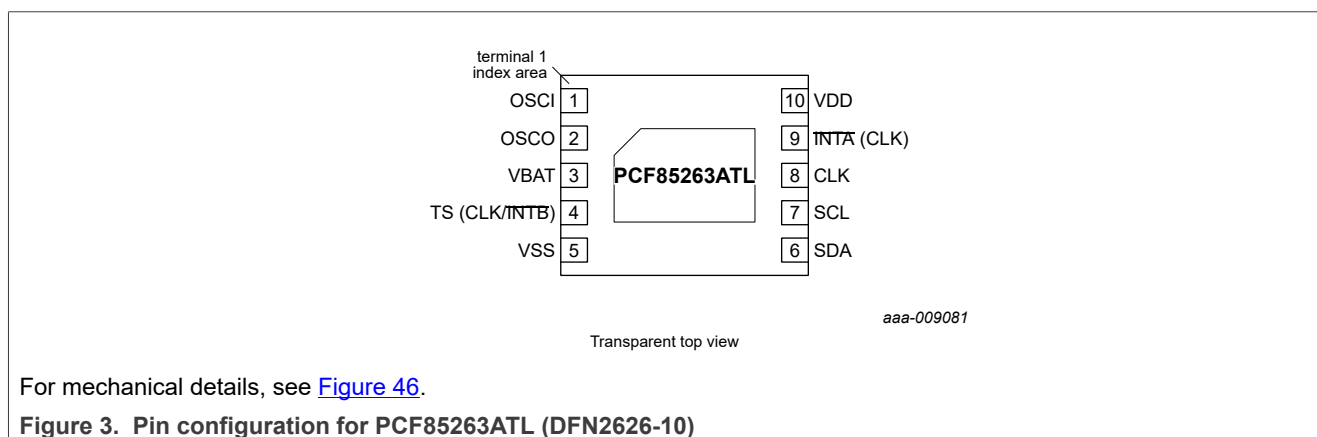 terminal 1
index area
OSCI 1
OSCO 2
VBAT 3
TS (CLK/INTB) 4
VSS 5
PCF85263ATL
10 VDD
9 INTA (CLK)
8 CLK
7 SCL
6 SDA
aaa-009081
Transparent top view
For mechanical details, see Figure 46.
Figure 3. Pin configuration for PCF85263ATL (DFN2626-10)